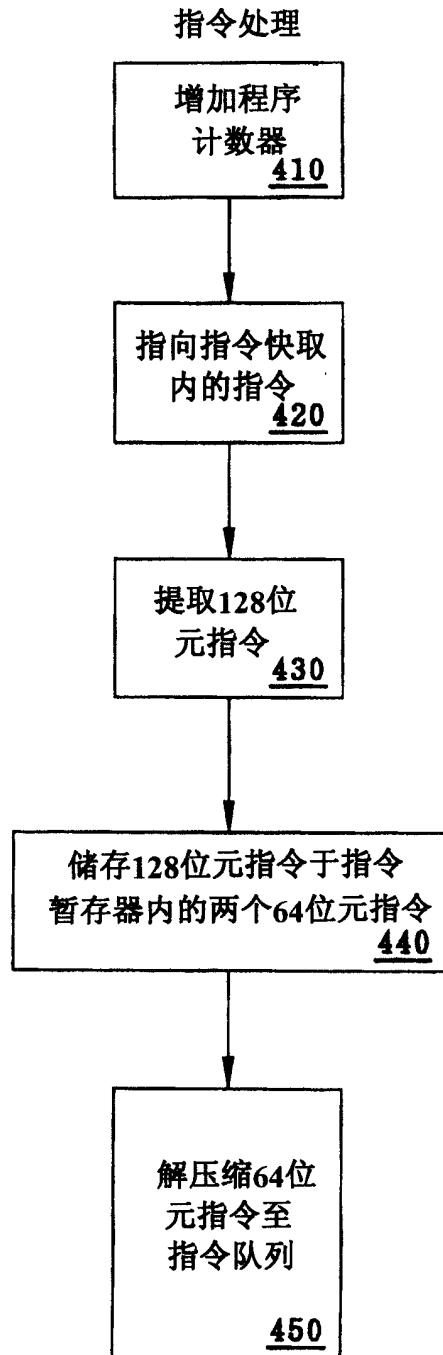 指令处理
增加程序
计数器
410
指向指令快取
内的指令
420
提取128位
元指令
430
储存128位元指令于指令
暂存器内的两个64位元指令
440
解压缩64位
元指令至
指令队列
450